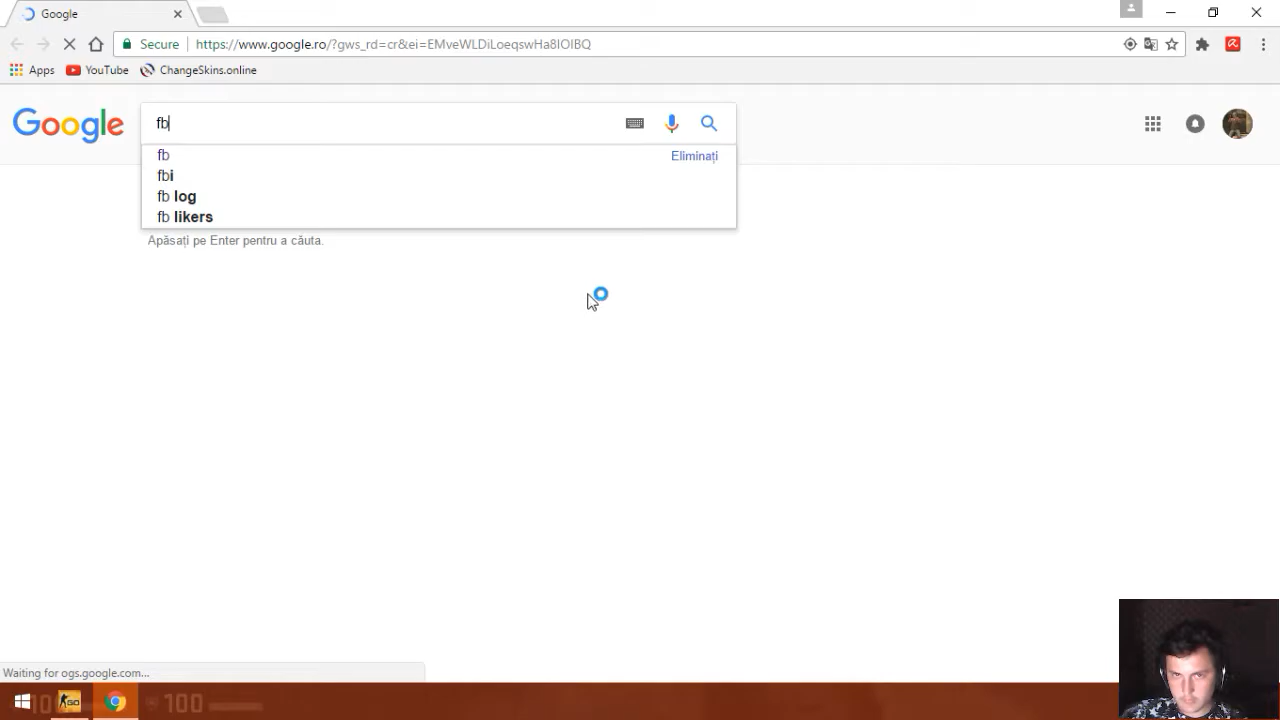 Google
Secure https://www.google.ro/?gws_rd=cr&ei=EMveWLDiLoeqswHa8IOIBQ
Apps YouTube ChangeSkins.online
Google fb
fb Eliminați
fbi
fb log
fb likers
Apăsați pe Enter pentru a căuta.
Waiting for ogs.google.com...
GO 100